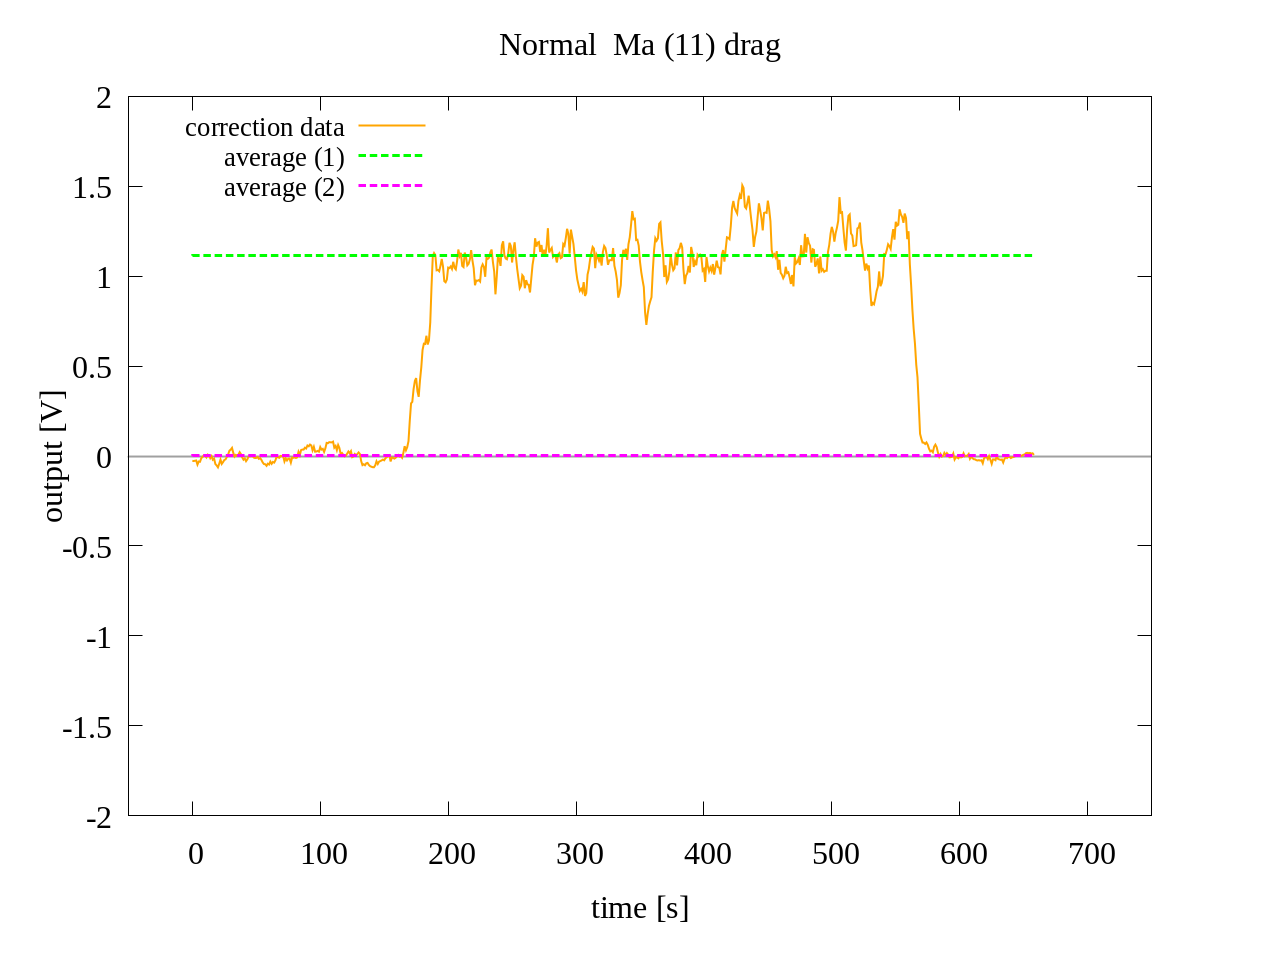 Normal  Ma (11) drag
correction data
average (1)
average (2)
2
1.5
1
0.5
0
-0.5
-1
-1.5
-2
output [V]
0 100 200 300 400 500 600 700
time [s]